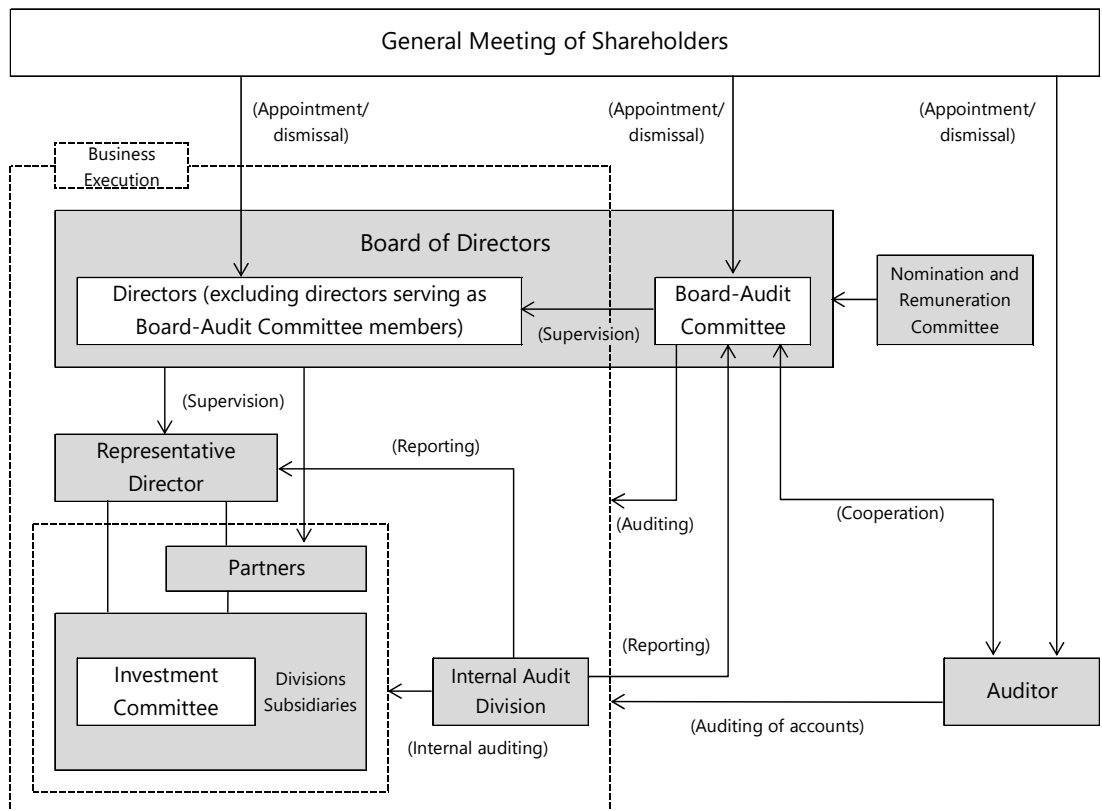 General Meeting of Shareholders
(Appointment/
dismissal)
(Appointment/
dismissal)
(Appointment/
dismissal)
Business
Execution
Board of Directors
Directors (excluding directors serving as
Board-Audit Committee members)
(Supervision)
Board-Audit
Committee
Nomination and
Remuneration
Committee
(Supervision)
Representative
Director
(Reporting)
(Auditing)
(Cooperation)
Partners
Investment
Committee
Divisions
Subsidiaries
Internal Audit
Division
(Reporting)
Auditor
(Internal auditing)
(Auditing of accounts)